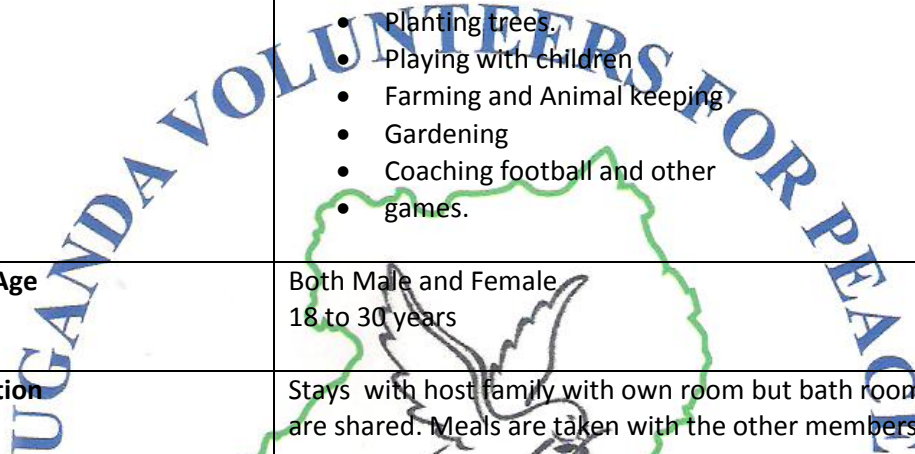 UGANDA VOLUNTEERS FOR PEACE
• Planting trees.
• Playing with children
• Farming and Animal keeping
• Gardening
• Coaching football and other
• games.
Age
Both Male and Female
18 to 30 years
tion
Stays with host family with own room but bath room
are shared. Meals are taken with the other members